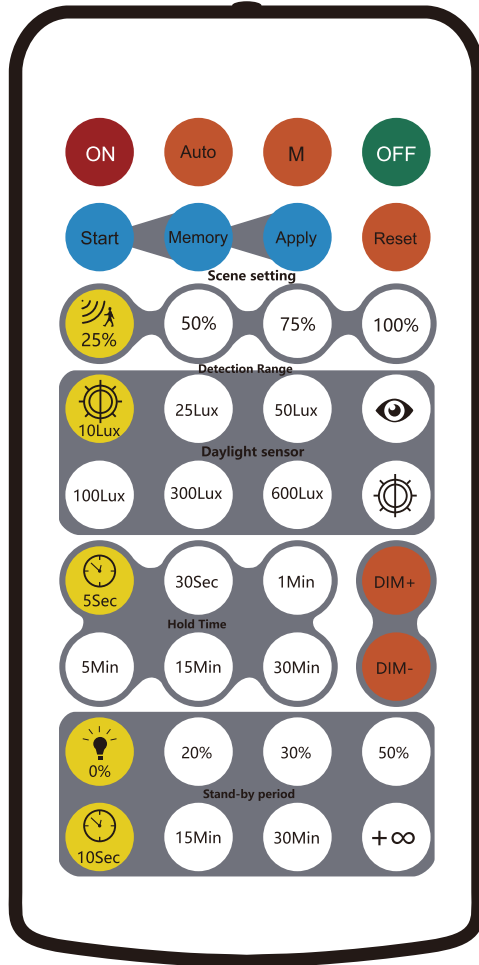 ON Auto M OFF
Start Memory Apply Reset
Scene setting
25% 50% 75% 100%
Detection Range
10Lux 25Lux 50Lux
Daylight sensor
100Lux 300Lux 600Lux
5Sec 30Sec 1Min DIM+
Hold Time
5Min 15Min 30Min DIM-
0% 20% 30% 50%
Stand-by period
10Sec 15Min 30Min +∞